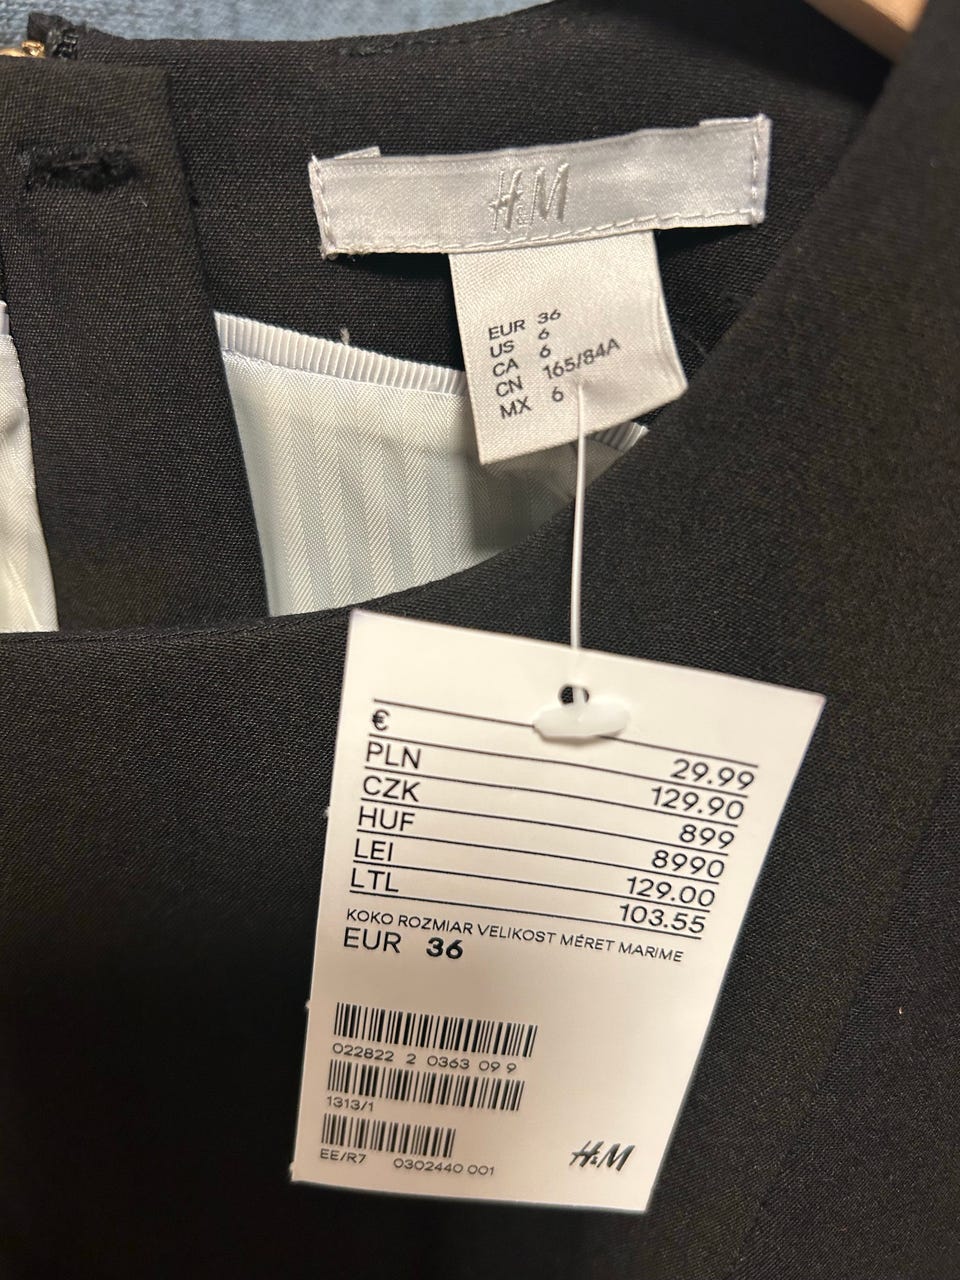 H&M
EUR 36
US 6
CA 6
CN 165/84A
MX 6
€ 29.99
PLN 129.90
CZK 899
HUF 8990
LEI 129.00
LTL 103.55
KOKO ROZMIAR VELIKOST MÉRET MARIME
EUR 36
022822 2 0363 09 9
1313/1
EE/R7 0302440 001
H&M